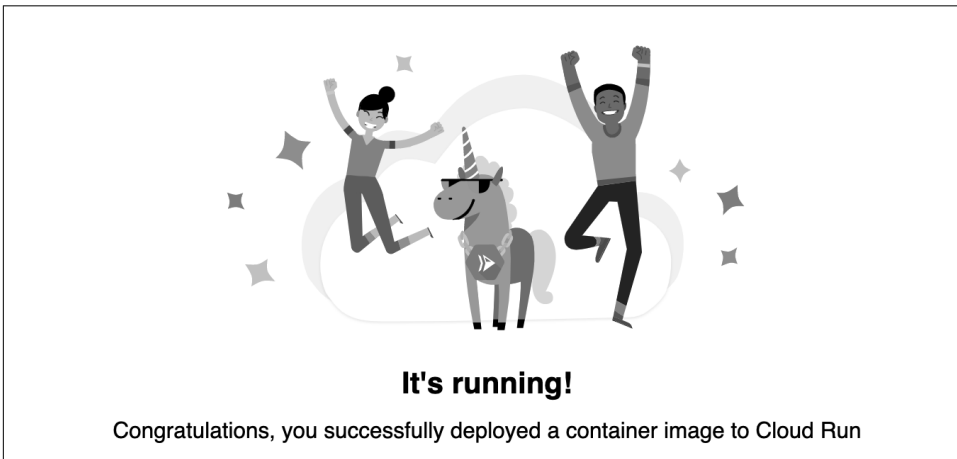 It's running!
Congratulations, you successfully deployed a container image to Cloud Run